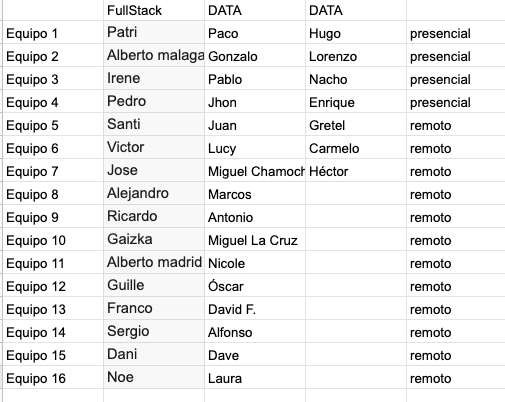 FullStack DATA DATA
Equipo 1 Patri Paco Hugo presencial
Equipo 2 Alberto malaga Gonzalo Lorenzo presencial
Equipo 3 Irene Pablo Nacho presencial
Equipo 4 Pedro Jhon Enrique presencial
Equipo 5 Santi Juan Gretel remoto
Equipo 6 Victor Lucy Carmelo remoto
Equipo 7 Jose Miguel Chamoch Héctor remoto
Equipo 8 Alejandro Marcos remoto
Equipo 9 Ricardo Antonio remoto
Equipo 10 Gaizka Miguel La Cruz remoto
Equipo 11 Alberto madrid Nicole remoto
Equipo 12 Guille Óscar remoto
Equipo 13 Franco David F. remoto
Equipo 14 Sergio Alfonso remoto
Equipo 15 Dani Dave remoto
Equipo 16 Noe Laura remoto